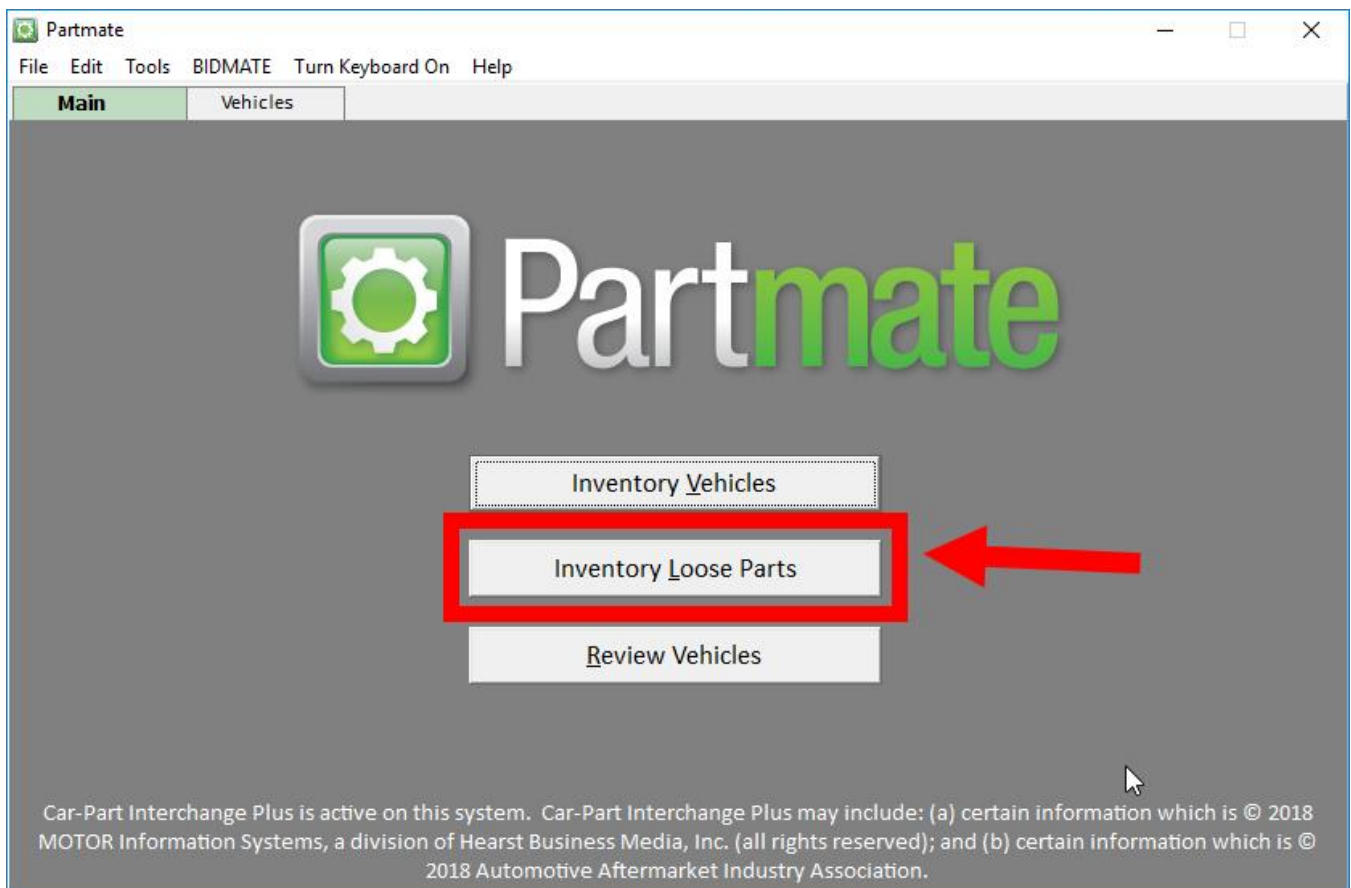 Partmate
File Edit Tools BIDMATE Turn Keyboard On Help
Main Vehicles
Partmate
Inventory Vehicles
Inventory Loose Parts
Review Vehicles
Car-Part Interchange Plus is active on this system. Car-Part Interchange Plus may include: (a) certain information which is © 2018
MOTOR Information Systems, a division of Hearst Business Media, Inc. (all rights reserved); and (b) certain information which is ©
2018 Automotive Aftermarket Industry Association.